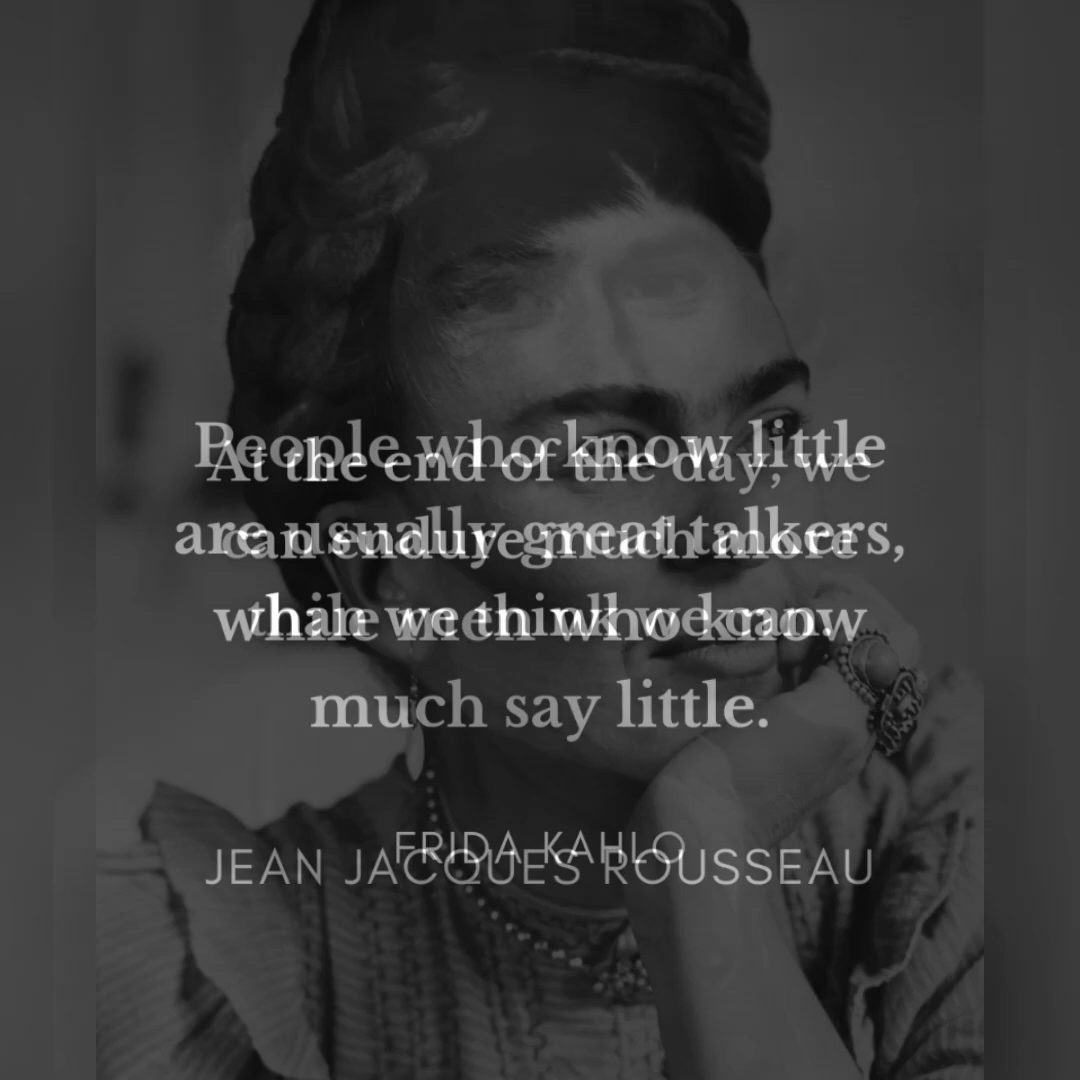 People who know little
are usually great talkers,
while men who know
much say little.
JEAN JACQUES ROUSSEAU
At the end of the day, we
can endure much more
than we think we can.
FRIDA KAHLO